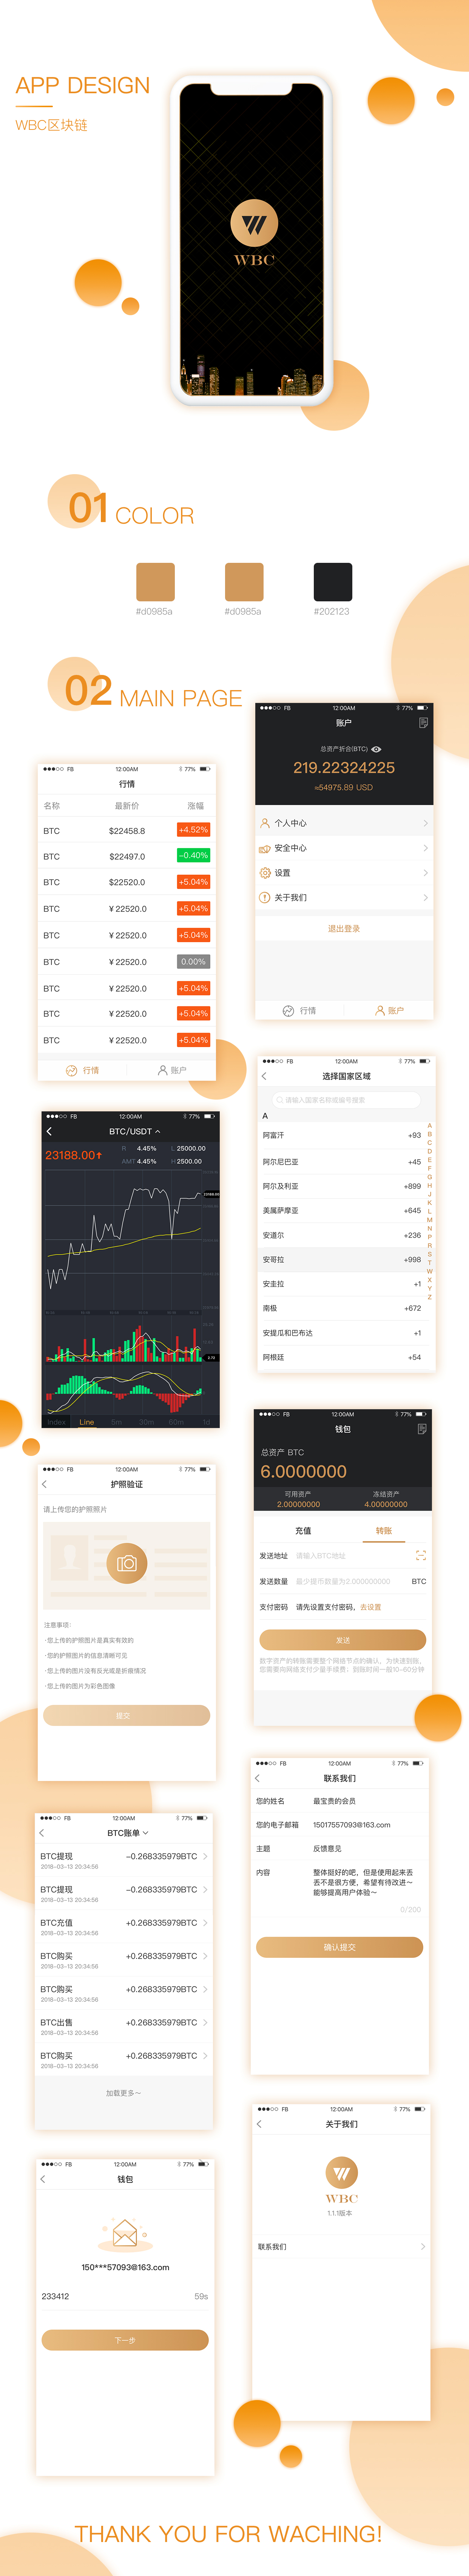 APP DESIGN
WBC区块链
WBC
01 COLOR
#d0985a
#d0985a
#202123
02 MAIN PAGE
FB 12:00AM 77%
账户
总资产折合(BTC)
219.22324225
≈54975.89 USD
个人中心
安全中心
设置
关于我们
退出登录
行情 账户
FB 12:00AM 77%
行情
名称 最新价 涨幅
BTC $22458.8 +4.52%
BTC $22497.0 -0.40%
BTC $22520.0 +5.04%
BTC ¥22520.0 +5.04%
BTC ¥22520.0 +5.04%
BTC ¥22520.0 0.00%
BTC ¥22520.0 +5.04%
BTC ¥22520.0 +5.04%
BTC ¥22520.0 +5.04%
行情 账户
FB 12:00AM 77%
选择国家区域
请输入国家名称或编号搜索
A
阿富汗 +93
阿尔尼巴亚 +45
阿尔及利亚 +899
美属萨摩亚 +645
安道尔 +236
安哥拉 +998
安圭拉 +1
南极 +672
安提瓜和巴布达 +1
阿根廷 +54
A
B
C
D
E
F
G
H
J
K
L
M
N
P
R
S
T
W
X
Y
Z
FB 12:00AM 77%
BTC/USDT
23188.00↑
R 4.45% L 25000.00
AMT 4.45% H 2500.00
Index Line 5m 30m 60m 1d
FB 12:00AM 77%
钱包
总资产 BTC
6.0000000
可用资产 冻结资产
2.00000000 4.00000000
充值 转账
发送地址 请输入BTC地址
发送数量 最少提币数量为2.000000000 BTC
支付密码 请先设置支付密码，去设置
发送
数字资产的转账需要整个网络节点的确认，为快速到账，
您需要向网络支付少量手续费；到账时间一般10-60分钟
FB 12:00AM 77%
护照验证
请上传您的护照照片
注意事项：
·您上传的护照图片是真实有效的
·您的护照图片的信息清晰可见
·您上传的图片没有反光或是折痕情况
·您上传的图片为彩色图像
提交
FB 12:00AM 77%
联系我们
您的姓名 最宝贵的会员
您的电子邮箱 15017557093@163.com
主题 反馈意见
内容 整体挺好的吧，但是使用起来丢
丢不是很方便，希望有待改进~
能够提高用户体验~
0/200
确认提交
FB 12:00AM 77%
BTC账单
BTC提现 -0.268335979BTC
2018-03-13 20:34:56
BTC提现 -0.268335979BTC
2018-03-13 20:34:56
BTC充值 +0.268335979BTC
2018-03-13 20:34:56
BTC购买 +0.268335979BTC
2018-03-13 20:34:56
BTC购买 +0.268335979BTC
2018-03-13 20:34:56
BTC出售 +0.268335979BTC
2018-03-13 20:34:56
BTC购买 +0.268335979BTC
2018-03-13 20:34:56
加载更多~
FB 12:00AM 77%
关于我们
WBC
1.1.1版本
联系我们
FB 12:00AM 77%
钱包
150***57093@163.com
233412 59s
下一步
THANK YOU FOR WACHING!